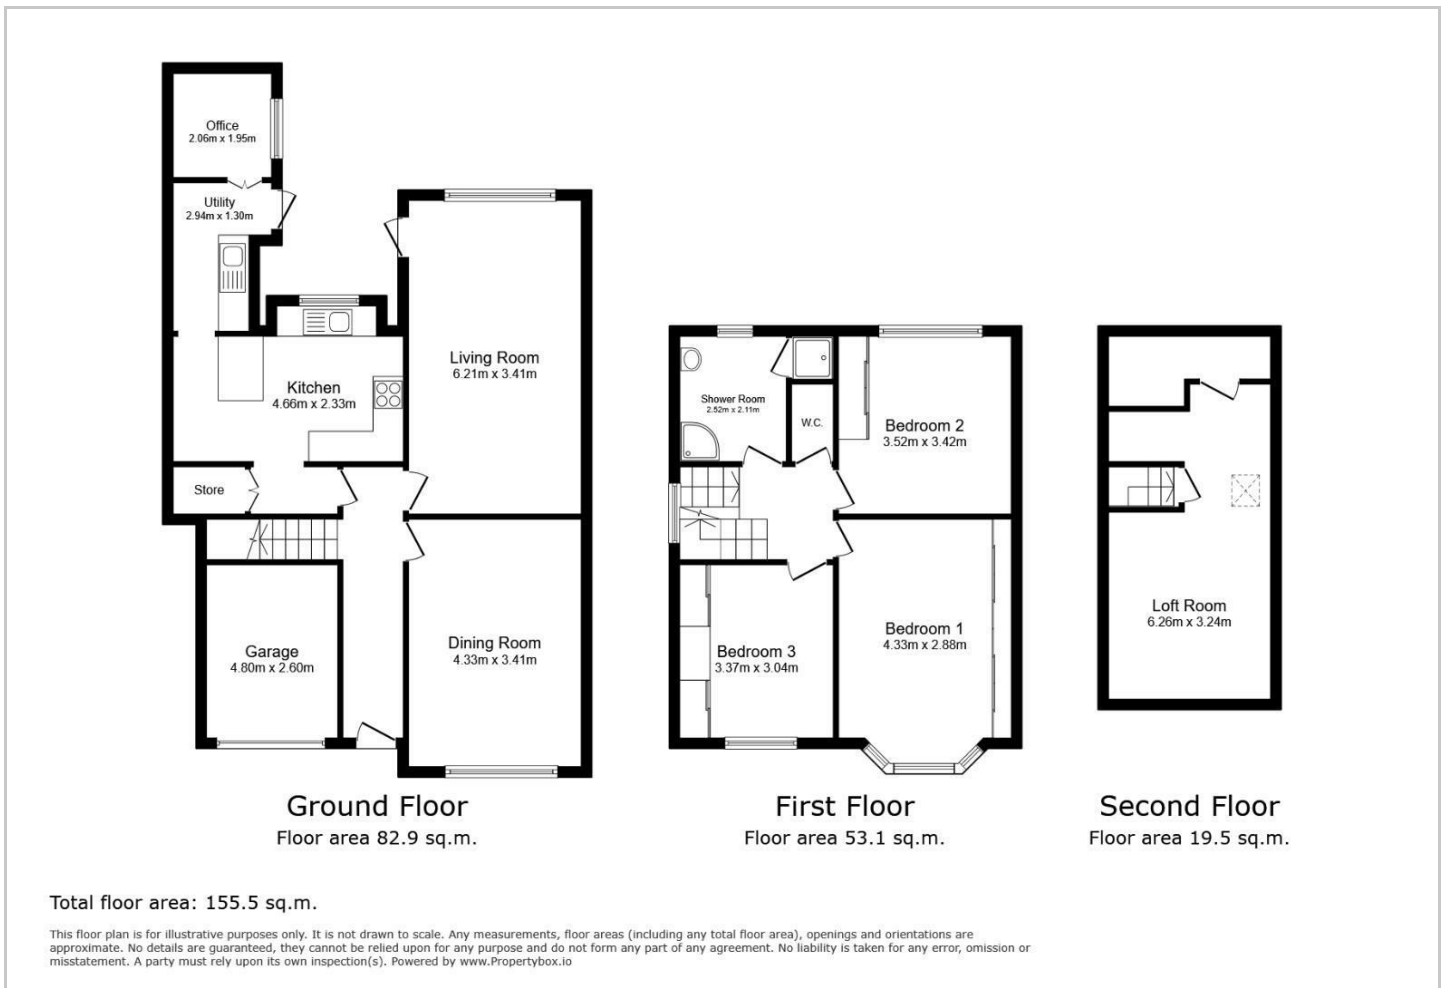 Office
2.06m x 1.95m
Utility
2.94m x 1.30m
Living Room
6.21m x 3.41m
Kitchen
4.66m x 2.33m
Store
Garage
4.80m x 2.60m
Dining Room
4.33m x 3.41m
Ground Floor
Floor area 82.9 sq.m.
Shower Room
2.52m x 2.11m
W.C.
Bedroom 2
3.52m x 3.42m
Bedroom 3
3.37m x 3.04m
Bedroom 1
4.33m x 2.88m
First Floor
Floor area 53.1 sq.m.
Loft Room
6.26m x 3.24m
Second Floor
Floor area 19.5 sq.m.
Total floor area: 155.5 sq.m.
This floor plan is for illustrative purposes only. It is not drawn to scale. Any measurements, floor areas (including any total floor area), openings and orientations are
approximate. No details are guaranteed, they cannot be relied upon for any purpose and do not form any part of any agreement. No liability is taken for any error, omission or
misstatement. A party must rely upon its own inspection(s). Powered by www.Propertybox.io